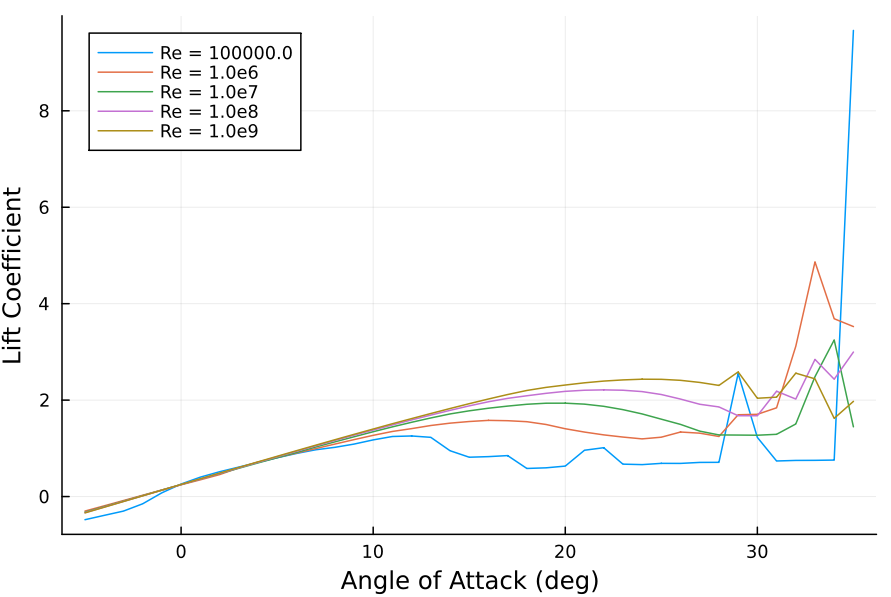 Re = 100000.0
Re = 1.0e6
Re = 1.0e7
Re = 1.0e8
Re = 1.0e9
8
6
4
2
0
Lift Coefficient
0 10 20 30
Angle of Attack (deg)